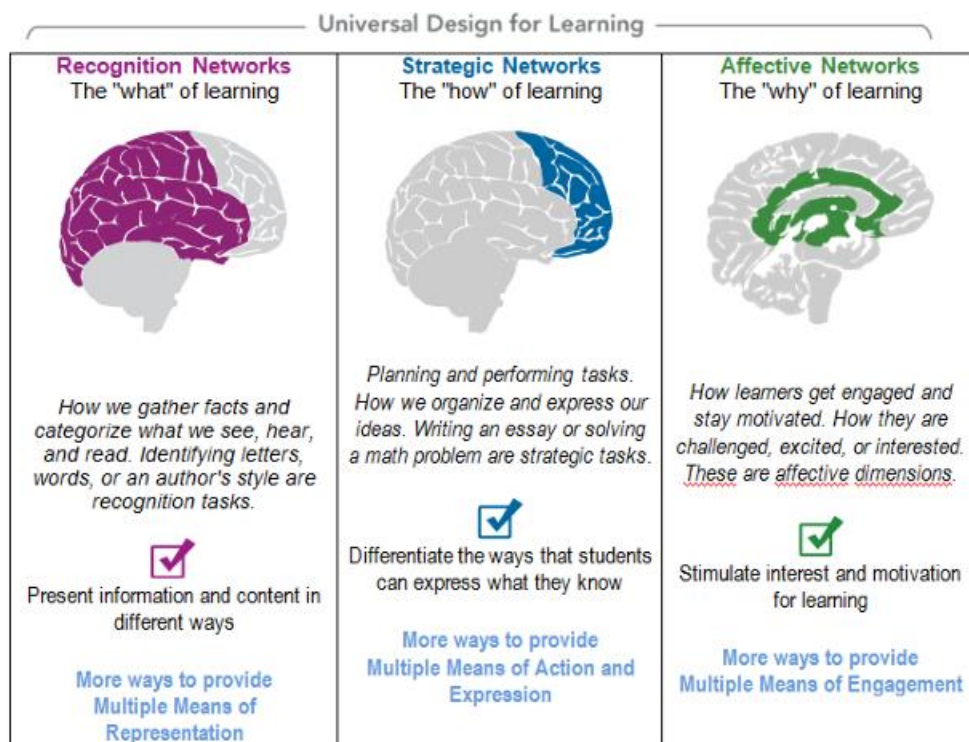 Universal Design for Learning
Recognition Networks
The "what" of learning
How we gather facts and
categorize what we see, hear,
and read. Identifying letters,
words, or an author's style are
recognition tasks.
Present information and content in
different ways
More ways to provide
Multiple Means of
Representation
Strategic Networks
The "how" of learning
Planning and performing tasks.
How we organize and express our
ideas. Writing an essay or solving
a math problem are strategic tasks.
Differentiate the ways that students
can express what they know
More ways to provide
Multiple Means of Action and
Expression
Affective Networks
The "why" of learning
How learners get engaged and
stay motivated. How they are
challenged, excited, or interested.
These are affective dimensions.
Stimulate interest and motivation
for learning
More ways to provide
Multiple Means of Engagement